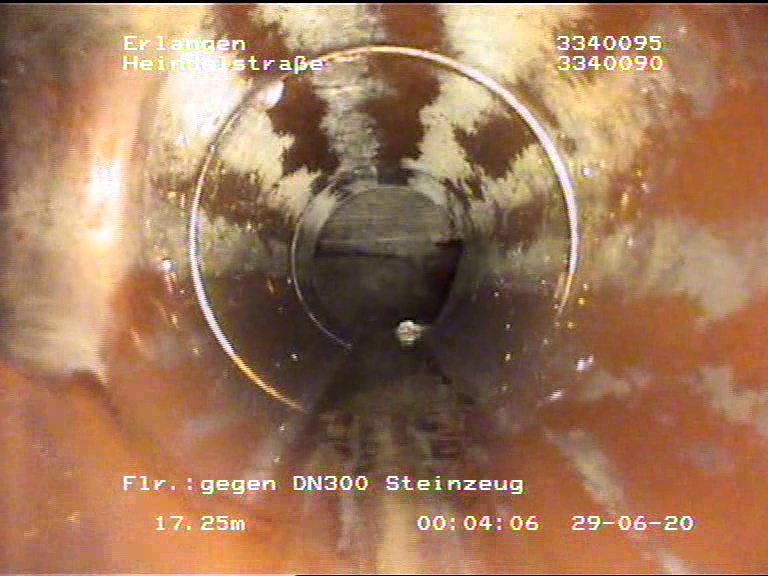 Erlangen 3340095
Heindelstraße 3340090
Flr.:gegen DN300 Steinzeug
17.25m 00:04:06 29-06-20